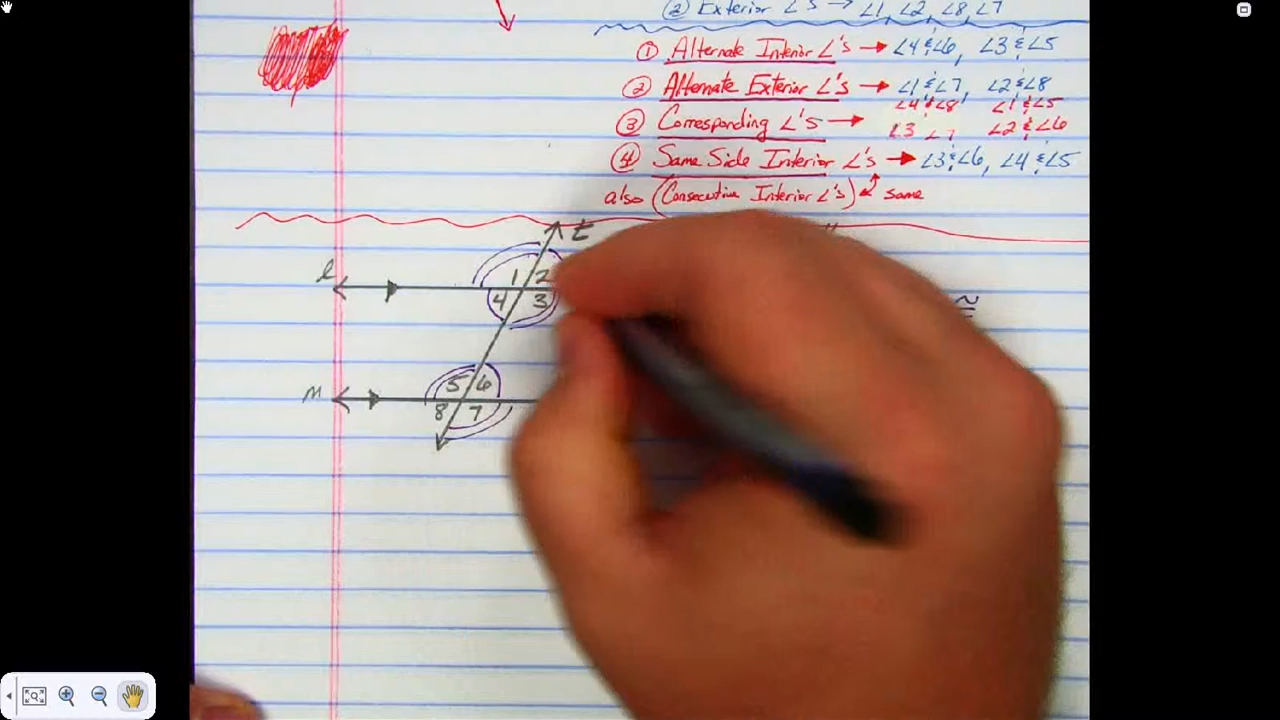 ② Exterior ∠'s → ∠1, ∠2, ∠8, ∠7
① Alternate Interior ∠'s → ∠4 & ∠6, ∠3 & ∠5
② Alternate Exterior ∠'s → ∠1 & ∠7, ∠2 & ∠8
∠4 & ∠8 ∠1 & ∠5
③ Corresponding ∠'s →
∠3 ∠7 ∠2 & ∠6
④ Same Side Interior ∠'s → ∠3 & ∠6, ∠4 & ∠5
also (Consecutive Interior ∠'s) same
t
l
1 2
4 3
≅
m
5 6
8 7